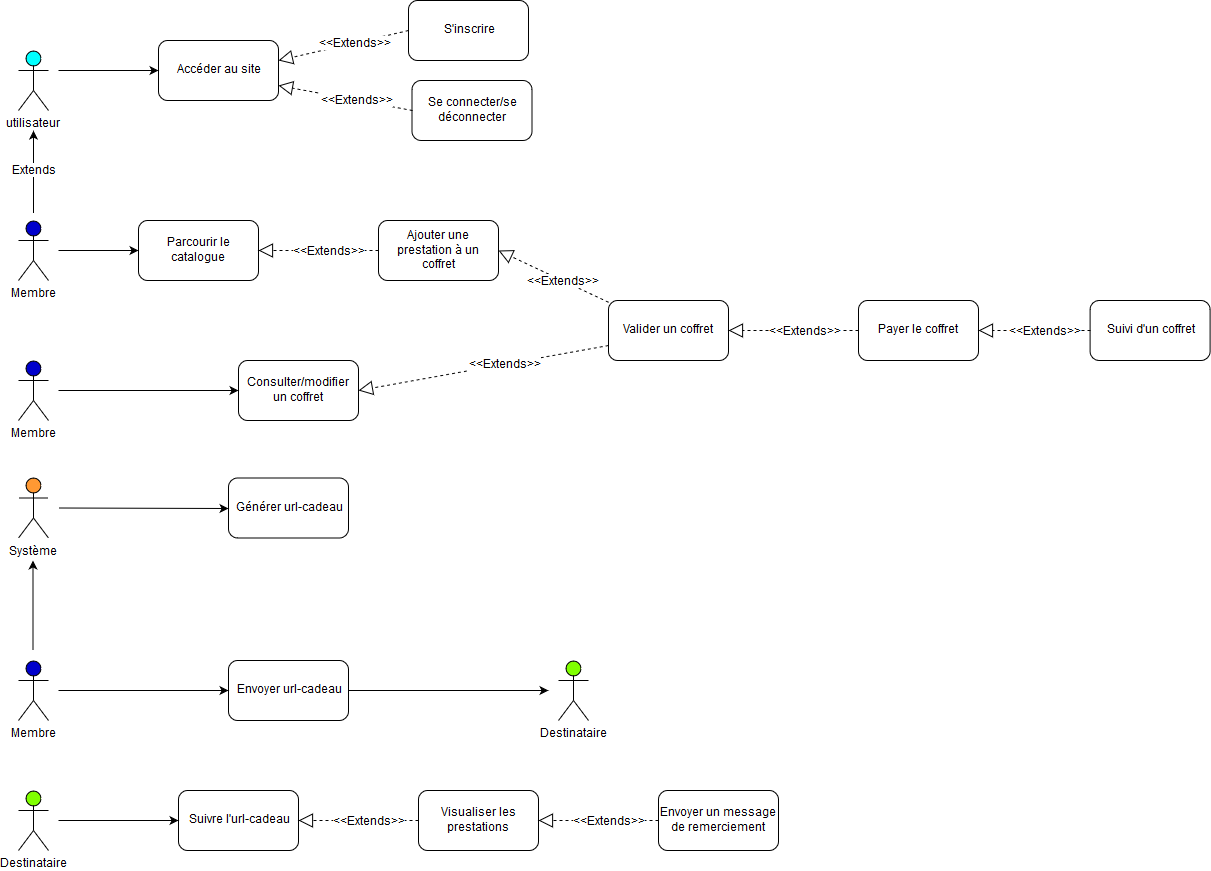 S'inscrire
<<Extends>>
Accéder au site
<<Extends>>
Se connecter/se
déconnecter
utilisateur
Extends
Parcourir le
catalogue
<<Extends>>
Ajouter une
prestation à un
coffret
Membre
<<Extends>>
Valider un coffret
<<Extends>>
Payer le coffret
<<Extends>>
Suivi d'un coffret
<<Extends>>
Consulter/modifier
un coffret
Membre
Générer url-cadeau
Système
Envoyer url-cadeau
Membre
Destinataire
Suivre l'url-cadeau
<<Extends>>
Visualiser les
prestations
<<Extends>>
Envoyer un message
de remerciement
Destinataire